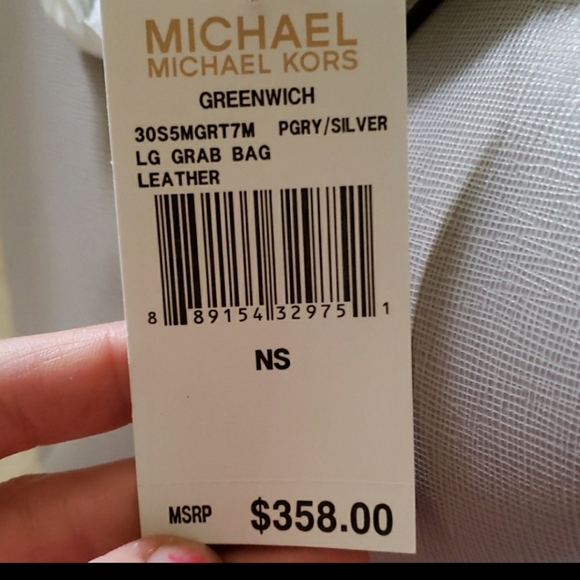 MICHAEL
MICHAEL KORS
GREENWICH
30S5MGRT7M PGRY/SILVER
LG GRAB BAG
LEATHER
8 89154 32975 1
NS
MSRP $358.00